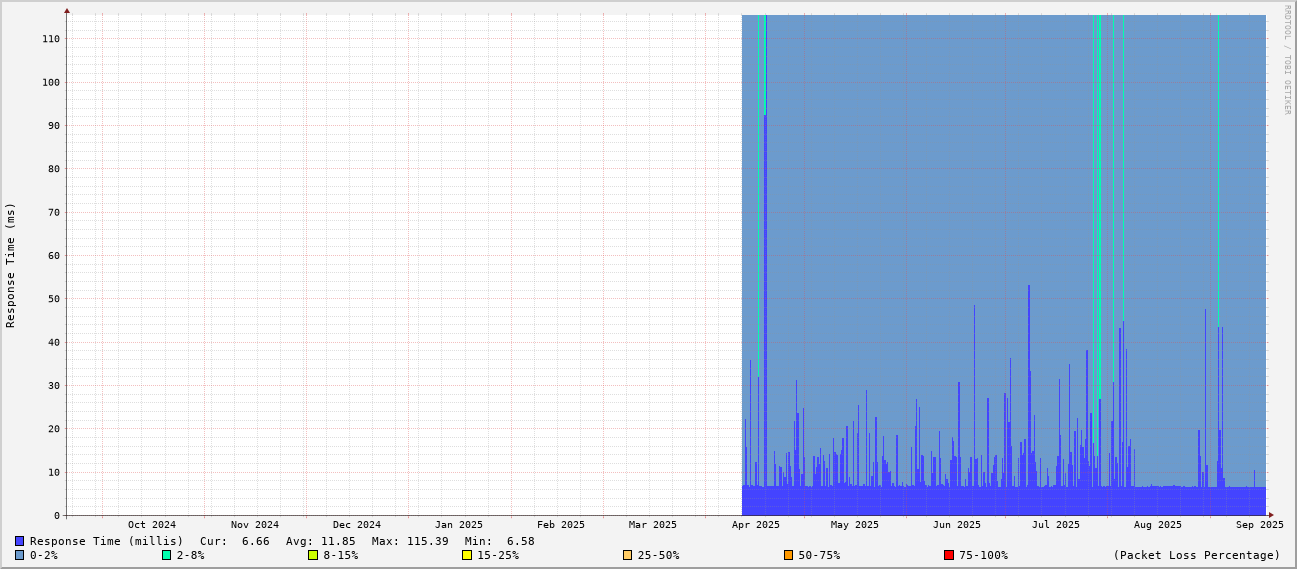 RRDTOOL / TOBI OETIKER
Response Time (ms)
110
100
90
80
70
60
50
40
30
20
10
0
Oct 2024 Nov 2024 Dec 2024 Jan 2025 Feb 2025 Mar 2025 Apr 2025 May 2025 Jun 2025 Jul 2025 Aug 2025 Sep 2025
Response Time (millis) Cur: 6.66 Avg: 11.85 Max: 115.39 Min: 6.58
0-2% 2-8% 8-15% 15-25% 25-50% 50-75% 75-100% (Packet Loss Percentage)